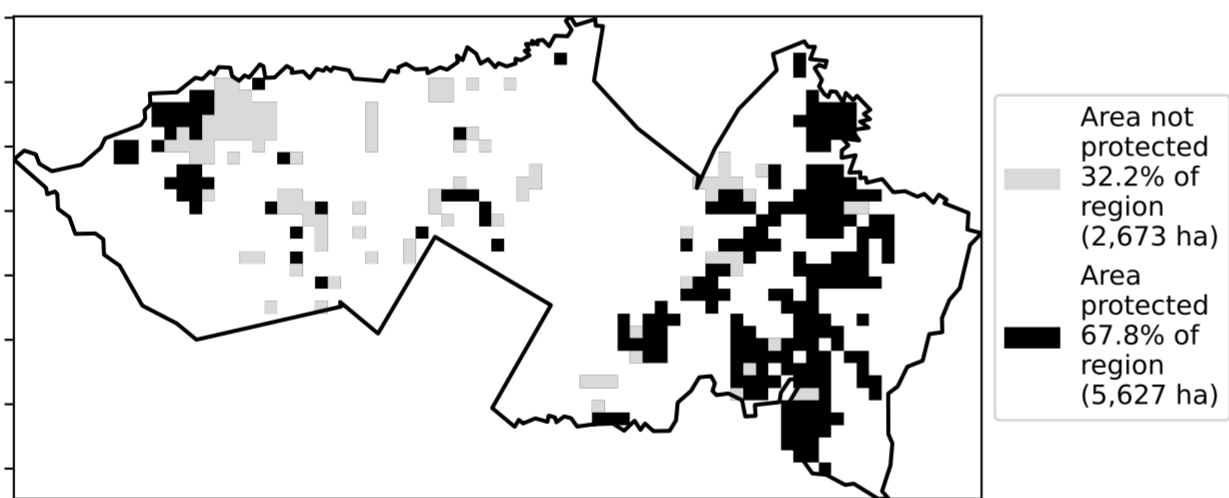 Area not
protected
32.2% of
region
(2,673 ha)
Area
protected
67.8% of
region
(5,627 ha)